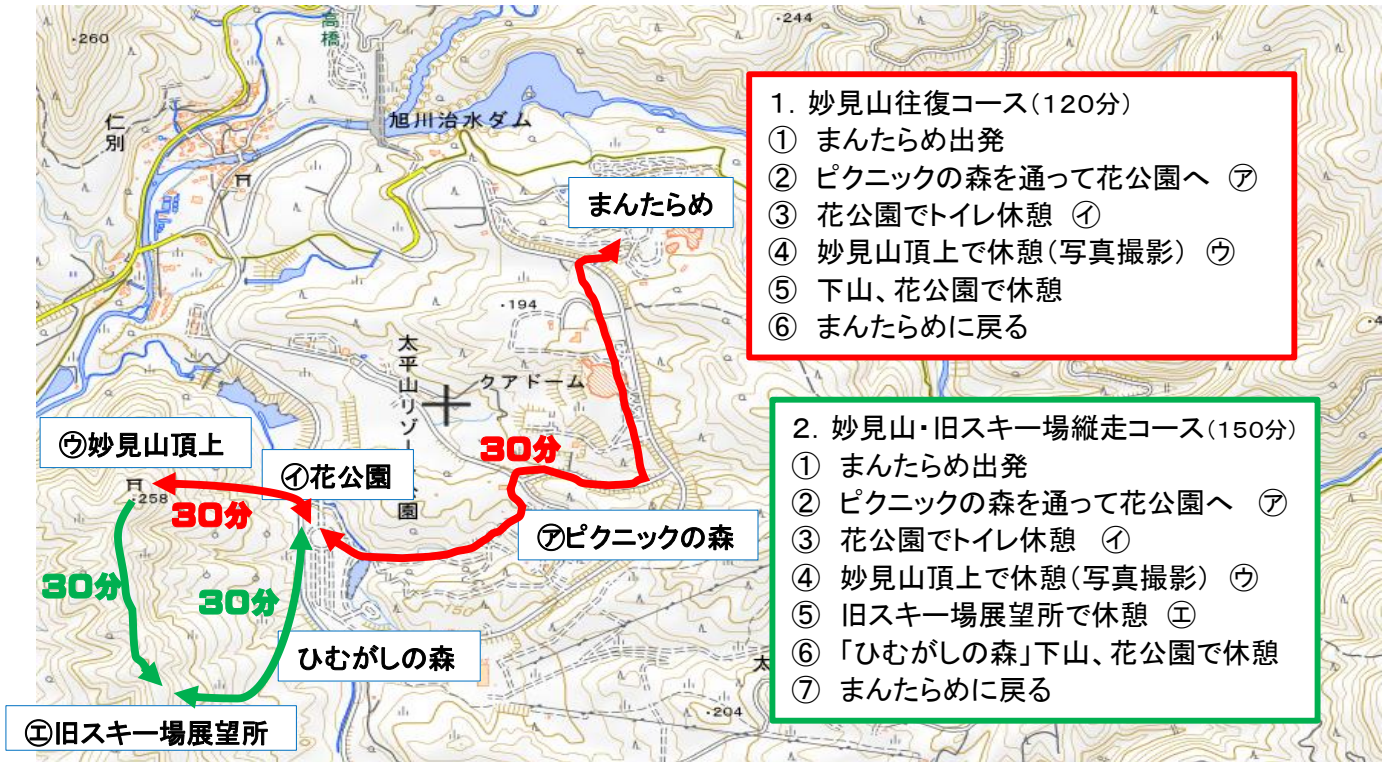 ・260
高橋
・244
仁別
旭川治水ダム
まんたらめ
・194
太平山リゾー
園
クアドーム
㋒妙見山頂上
㋑花公園
・258
30分
30分
㋐ピクニックの森
30分
30分
150
ひむがしの森
㋓旧スキー場展望所
・204
太
1．妙見山往復コース（120分）
① まんたらめ出発
② ピクニックの森を通って花公園へ ㋐
③ 花公園でトイレ休憩 ㋑
④ 妙見山頂上で休憩（写真撮影） ㋒
⑤ 下山、花公園で休憩
⑥ まんたらめに戻る
2．妙見山・旧スキー場縦走コース（150分）
① まんたらめ出発
② ピクニックの森を通って花公園へ ㋐
③ 花公園でトイレ休憩 ㋑
④ 妙見山頂上で休憩（写真撮影） ㋒
⑤ 旧スキー場展望所で休憩 ㋓
⑥ 「ひむがしの森」下山、花公園で休憩
⑦ まんたらめに戻る